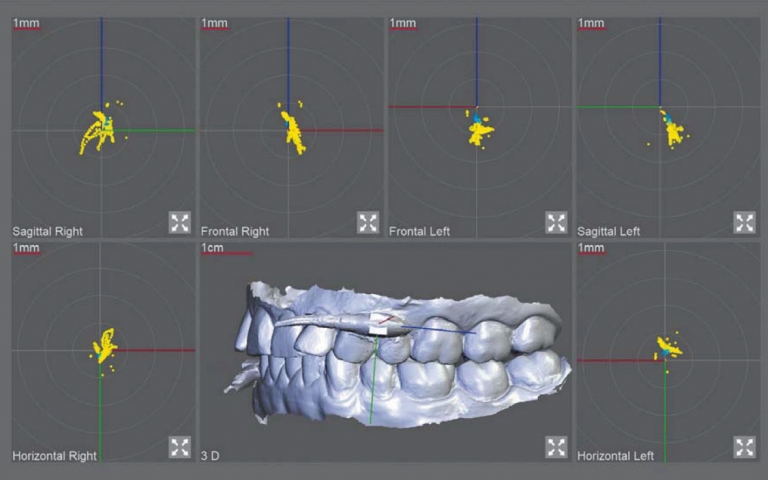 1mm
1mm
1mm
1mm
Sagittal Right
Frontal Right
Frontal Left
Sagittal Left
1mm
1cm
1mm
Horizontal Right
3 D
Horizontal Left